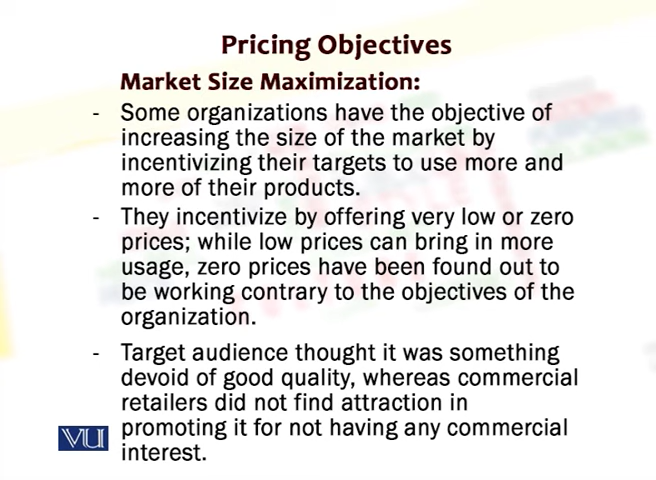 Pricing Objectives
Market Size Maximization:
- Some organizations have the objective of
increasing the size of the market by
incentivizing their targets to use more and
more of their products.
- They incentivize by offering very low or zero
prices; while low prices can bring in more
usage, zero prices have been found out to
be working contrary to the objectives of the
organization.
- Target audience thought it was something
devoid of good quality, whereas commercial
retailers did not find attraction in
promoting it for not having any commercial
interest.
VU